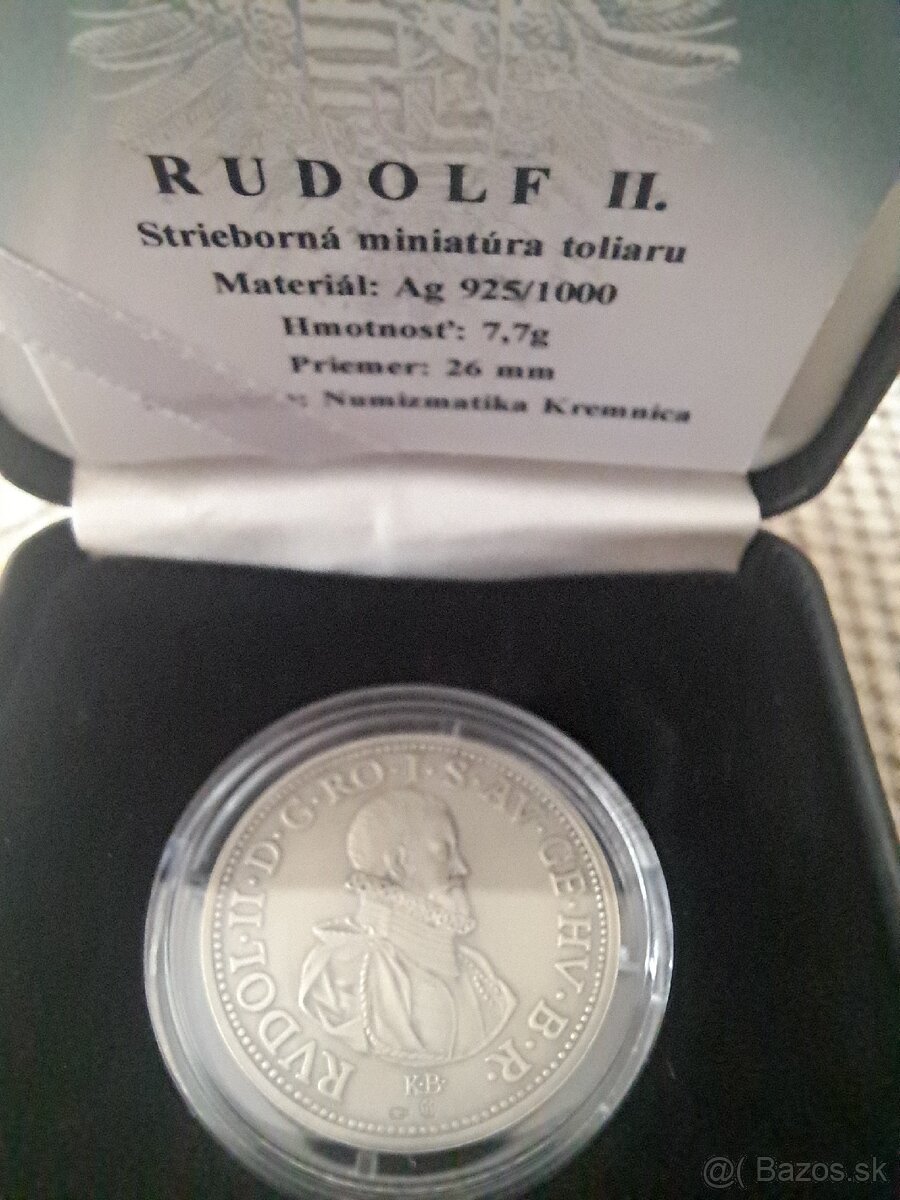 RUDOLF II.
Strieborná miniatúra toliaru
Materiál: Ag 925/1000
Hmotnosť: 7,7g
Priemer: 26 mm
Numizmatika Kremnica
RVDOL·II·D·G·RO·I·S·AV·GE·HV·B·R·
K·B·
@( Bazos.sk